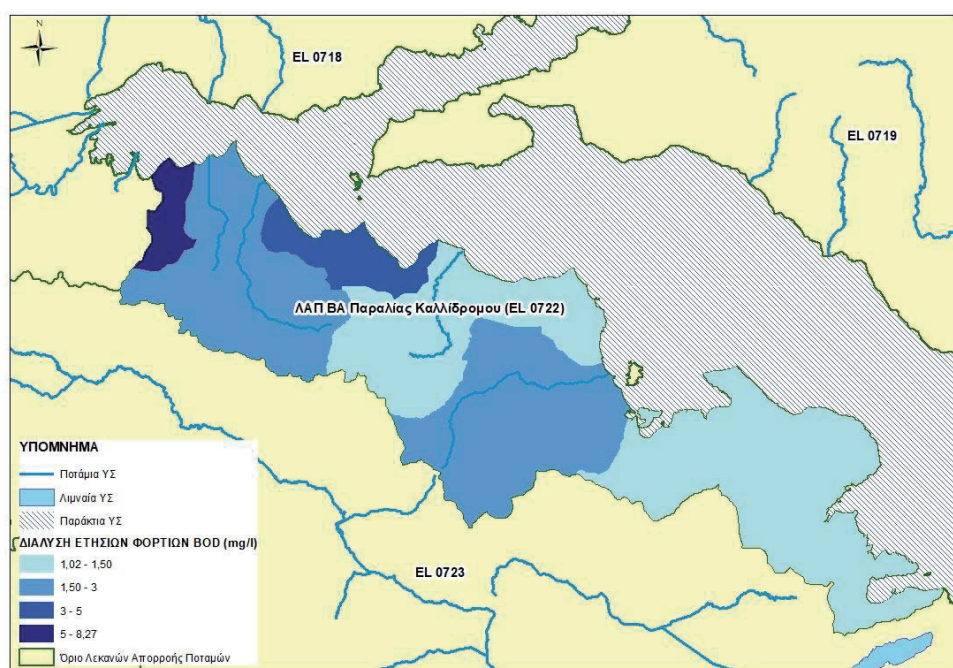 N
EL 0718
EL 0719
ΛΑΠ ΒΑ Παραλίας Καλλίδρομου (EL 0722)
EL 0723
ΥΠΟΜΝΗΜΑ
Ποτάμια ΥΣ
Λιμναία ΥΣ
Παράκτια ΥΣ
ΔΙΑΛΥΣΗ ΕΤΗΣΙΩΝ ΦΟΡΤΙΩΝ BOD (mg/l)
1,02 - 1,50
1,50 - 3
3 - 5
5 - 8,27
Όριο Λεκανών Απορροής Ποταμών